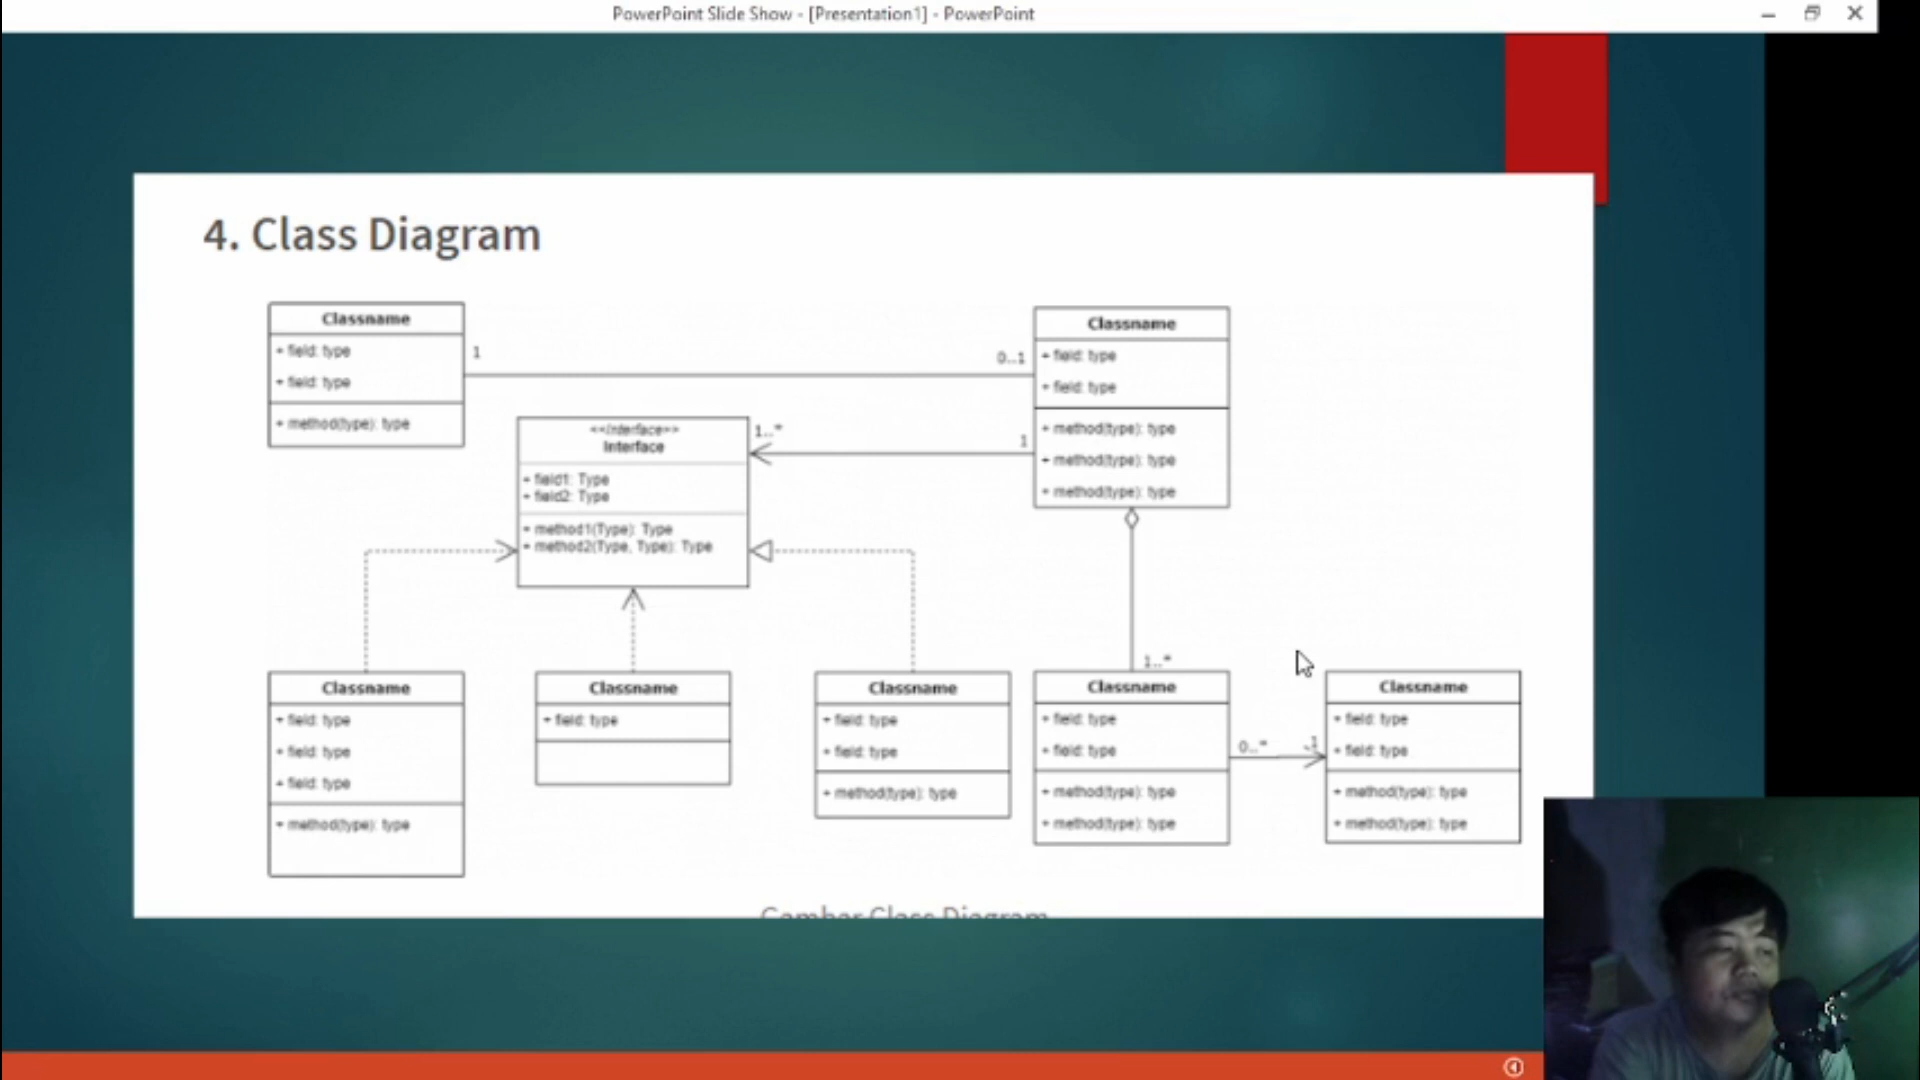 PowerPoint Slide Show - [Presentation1] - PowerPoint
4. Class Diagram
Classname
+ field: type
+ field: type
+ method(type): type
1
0..1
Classname
+ field: type
+ field: type
+ method(type): type
+ method(type): type
+ method(type): type
<<Interface>>
Interface
+ field1: Type
+ field2: Type
+ method1(Type): Type
+ method2(Type, Type): Type
1..*
1
1..*
Classname
+ field: type
+ field: type
+ field: type
+ method(type): type
Classname
+ field: type
Classname
+ field: type
+ field: type
+ method(type): type
Classname
+ field: type
+ field: type
+ method(type): type
+ method(type): type
0..*
1
Classname
+ field: type
+ field: type
+ method(type): type
+ method(type): type
Gambar Class Diagram